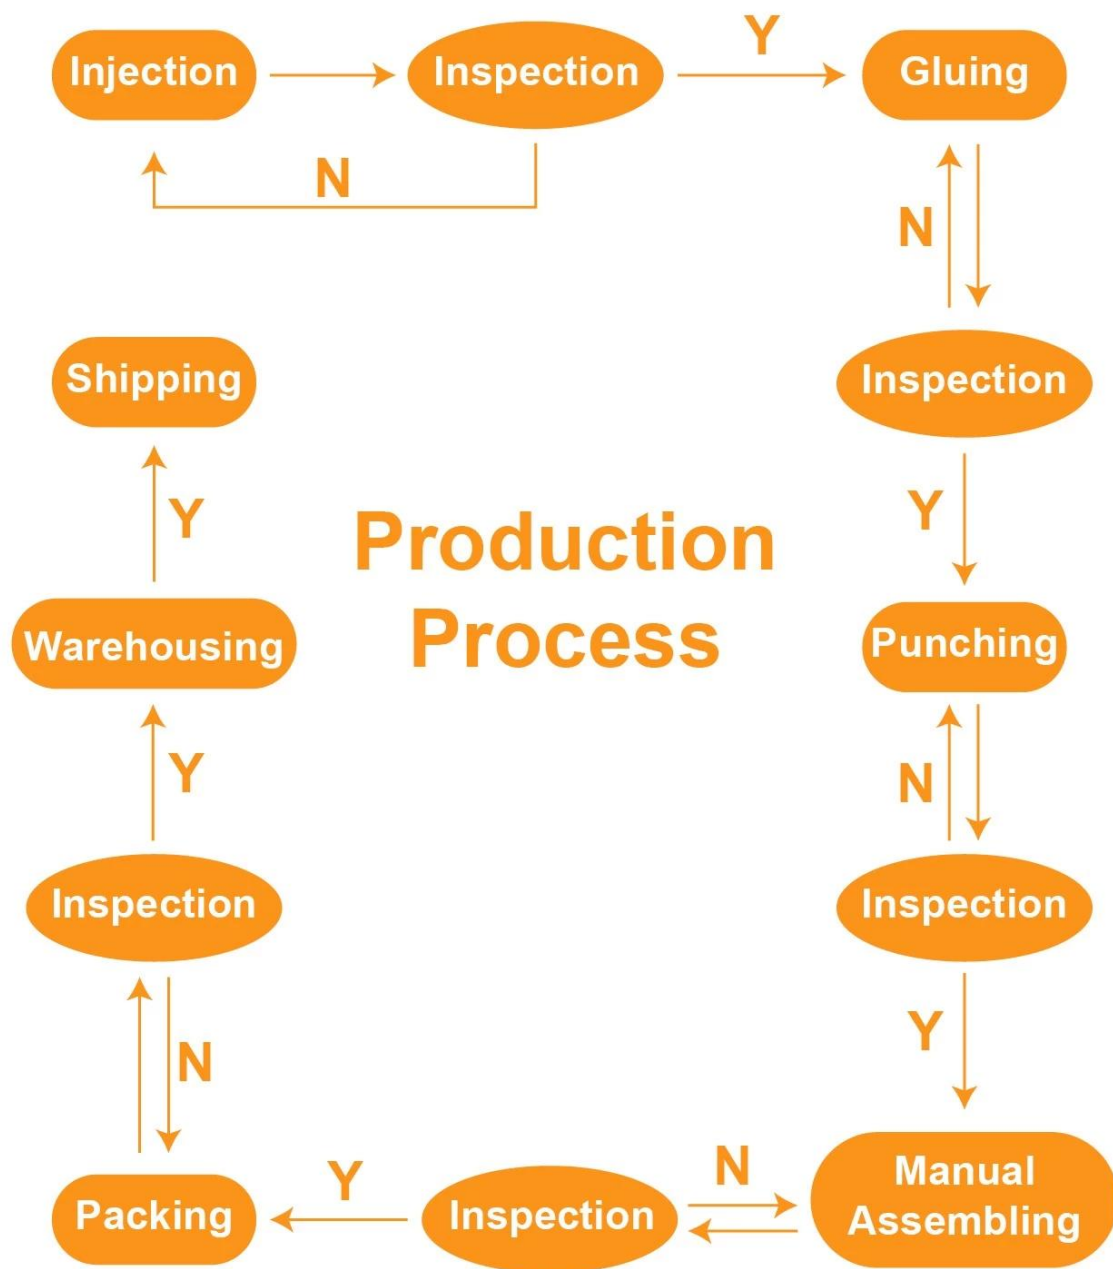 Injection
Inspection
Y
Gluing
N
N
Inspection
Shipping
Y
Y
Production
Process
Warehousing
Punching
Y
N
Inspection
Inspection
Y
N
Manual
Assembling
N
Y
Inspection
Packing